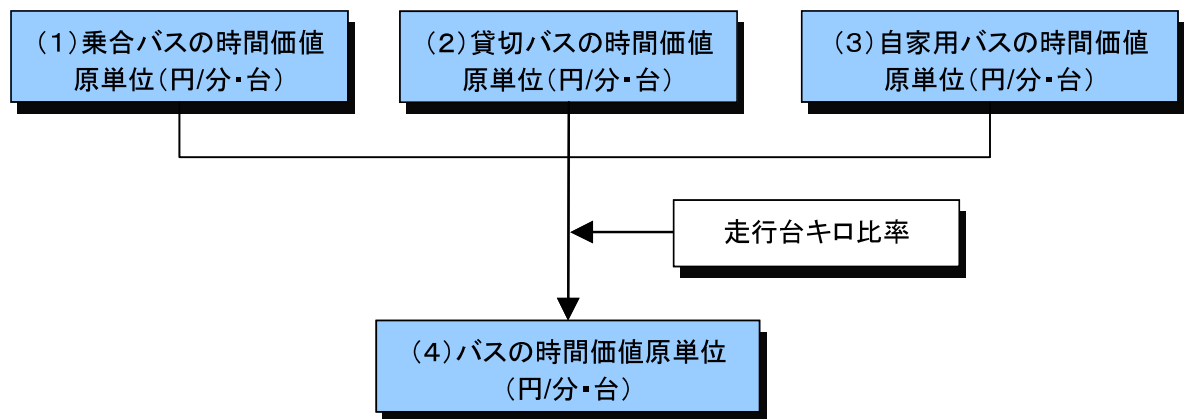 （１）乗合バスの時間価値
原単位（円/分・台）
（２）貸切バスの時間価値
原単位（円/分・台）
（３）自家用バスの時間価値
原単位（円/分・台）
走行台キロ比率
（４）バスの時間価値原単位
（円/分・台）